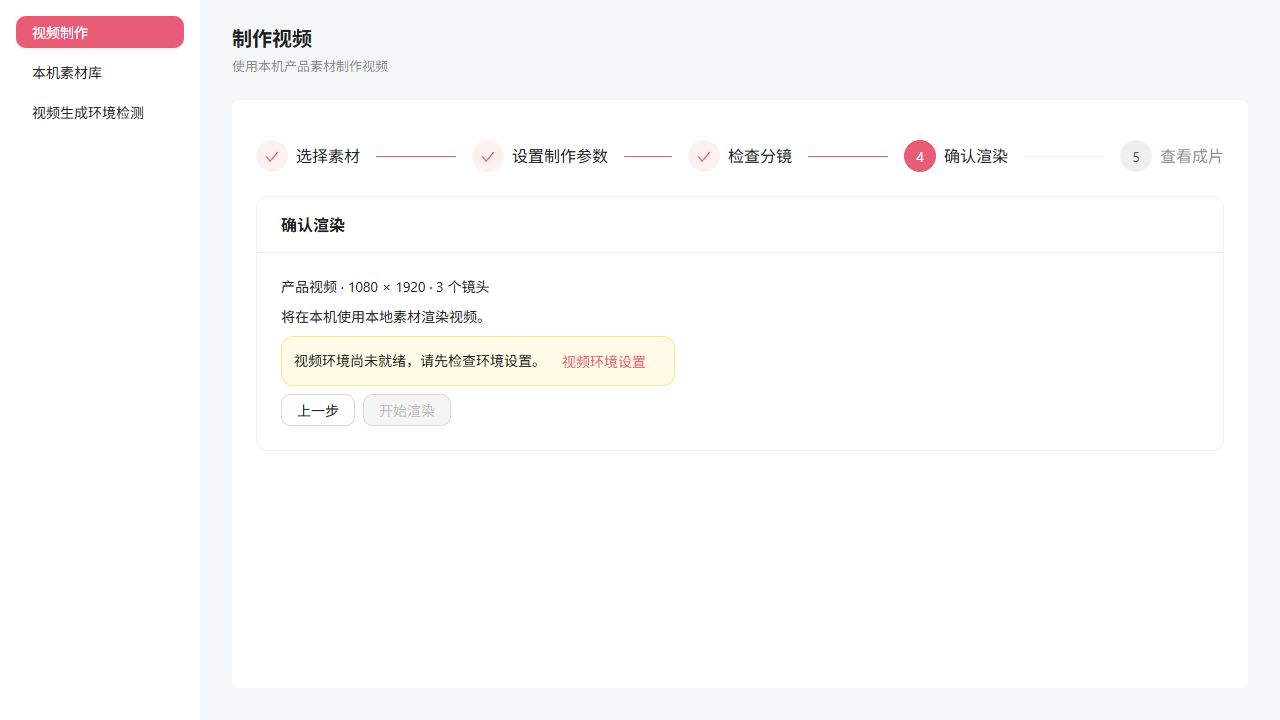 视频制作
本机素材库
视频生成环境检测
制作视频
使用本机产品素材制作视频
选择素材
设置制作参数
检查分镜
4 确认渲染
5 查看成片
确认渲染
产品视频 · 1080 × 1920 · 3 个镜头
将在本机使用本地素材渲染视频。
视频环境尚未就绪，请先检查环境设置。 视频环境设置
上一步 开始渲染